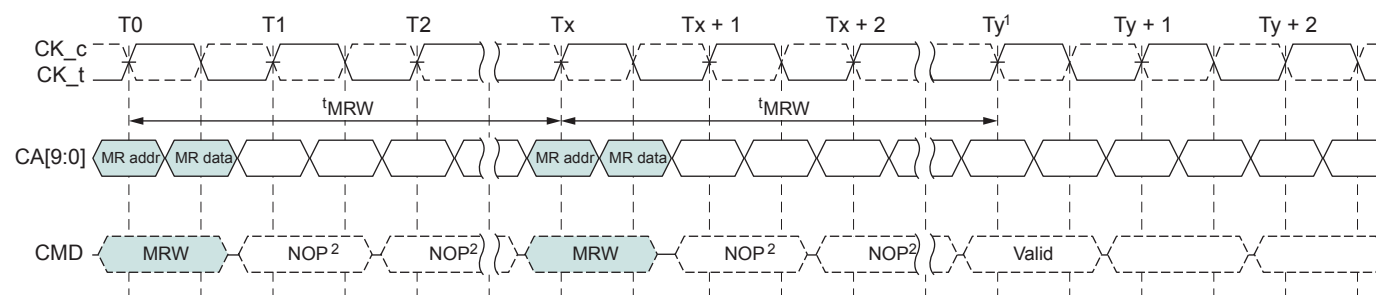 T0 T1 T2 Tx Tx + 1 Tx + 2 Ty¹ Ty + 1 Ty + 2
CK_c
CK_t
ᵗMRW ᵗMRW
CA[9:0] MR addr MR data MR addr MR data
CMD MRW NOP² NOP² MRW NOP² NOP² Valid